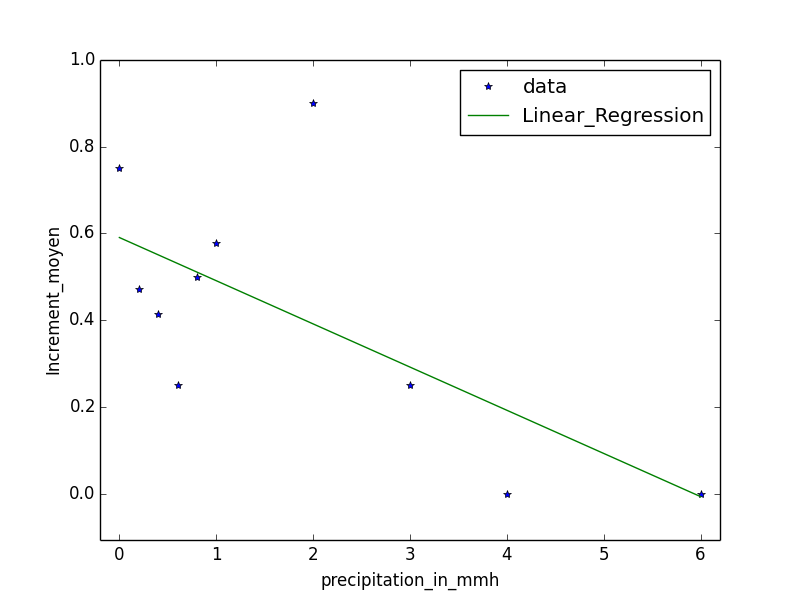 data
Linear_Regression
1.0
0.8
0.6
0.4
0.2
0.0
Increment_moyen
0 1 2 3 4 5 6
precipitation_in_mmh